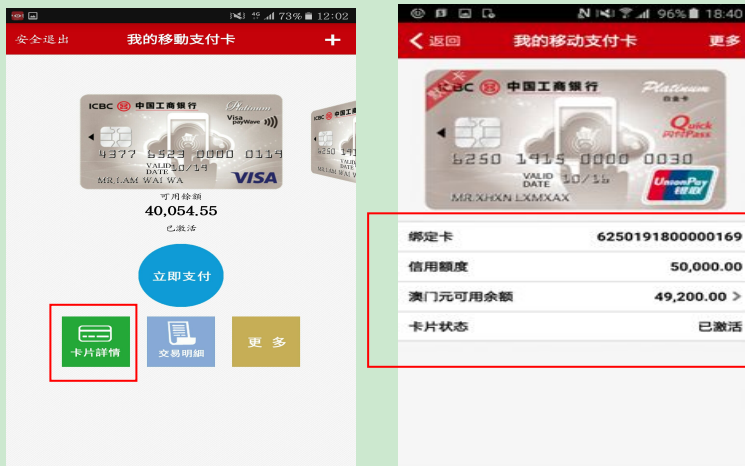 4G 73% 12:02
安全退出 我的移動支付卡 +
ICBC 中国工商银行
Platinum
Visa payWave
4377 6523 0000 0114
VALID DATE 10/19
MR.LAM WAI WA
VISA
可用餘額
40,054.55
已激活
立即支付
卡片詳情
交易明細
更 多
96% 18:40
返回 我的移动支付卡 更多
ICBC 中国工商银行
Platinum
白金卡
Quick Pass
闪付
6250 1915 0000 0030
VALID DATE 10/16
MR.XHXN LXMXAX
UnionPay
银联
绑定卡 6250191800000169
信用额度 50,000.00
澳门元可用余额 49,200.00 >
卡片状态 已激活